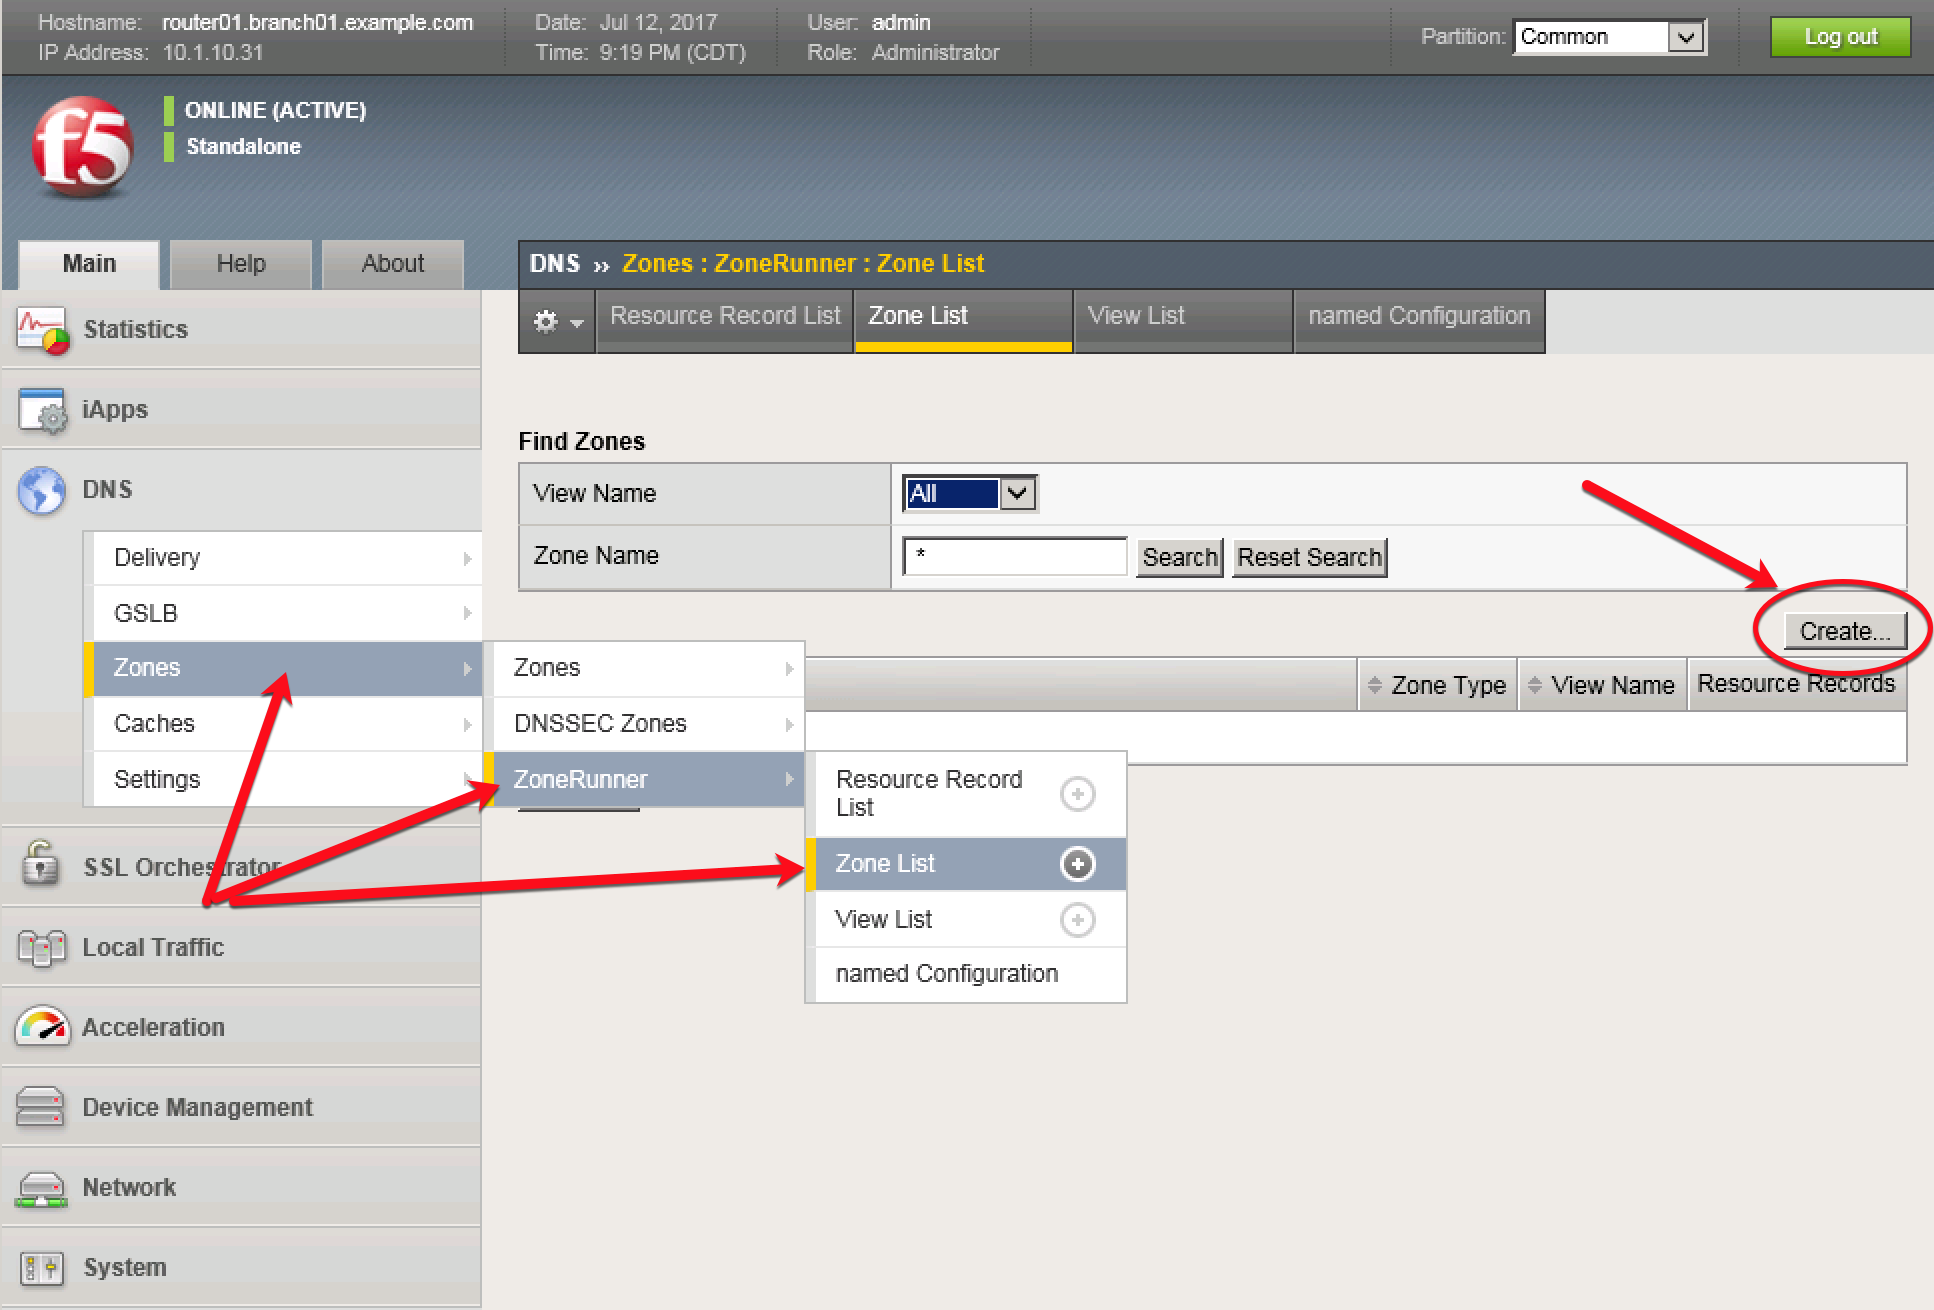 Hostname: router01.branch01.example.com Date: Jul 12, 2017 User: admin Partition: Common Log out
IP Address: 10.1.10.31 Time: 9:19 PM (CDT) Role: Administrator
f5
ONLINE (ACTIVE)
Standalone
Main Help About
DNS ›› Zones : ZoneRunner : Zone List
Resource Record List Zone List View List named Configuration
Statistics
iApps
DNS
Delivery
GSLB
Zones
Caches
Settings
SSL Orchestrator
Local Traffic
Acceleration
Device Management
Network
System
Zones
DNSSEC Zones
ZoneRunner
Resource Record
List
Zone List
View List
named Configuration
Find Zones
View Name All
Zone Name * Search Reset Search
Create...
Zone Type View Name Resource Records